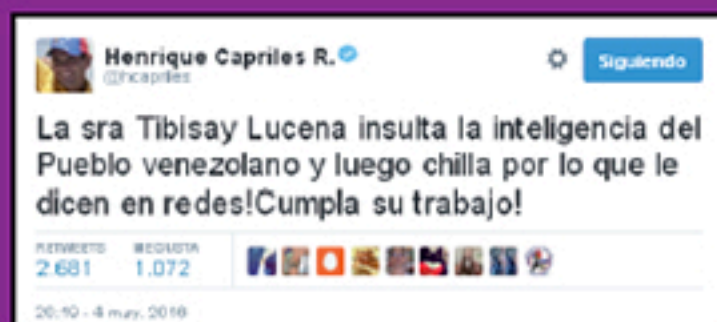 Henrique Capriles R.
@hcapriles
Siguiendo
La sra Tibisay Lucena insulta la inteligencia del
Pueblo venezolano y luego chilla por lo que le
dicen en redes!Cumpla su trabajo!
RETWEETS ME GUSTA
2.681 1.072
20:19 - 4 may. 2016